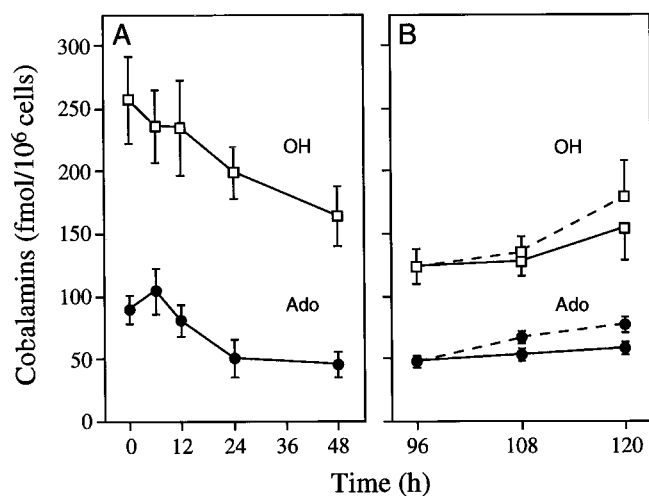 A
B
300
250
200
150
100
50
0
Cobalamins (fmol/10⁶ cells)
OH
Ado
OH
Ado
0 12 24 36 48
96 108 120
Time (h)